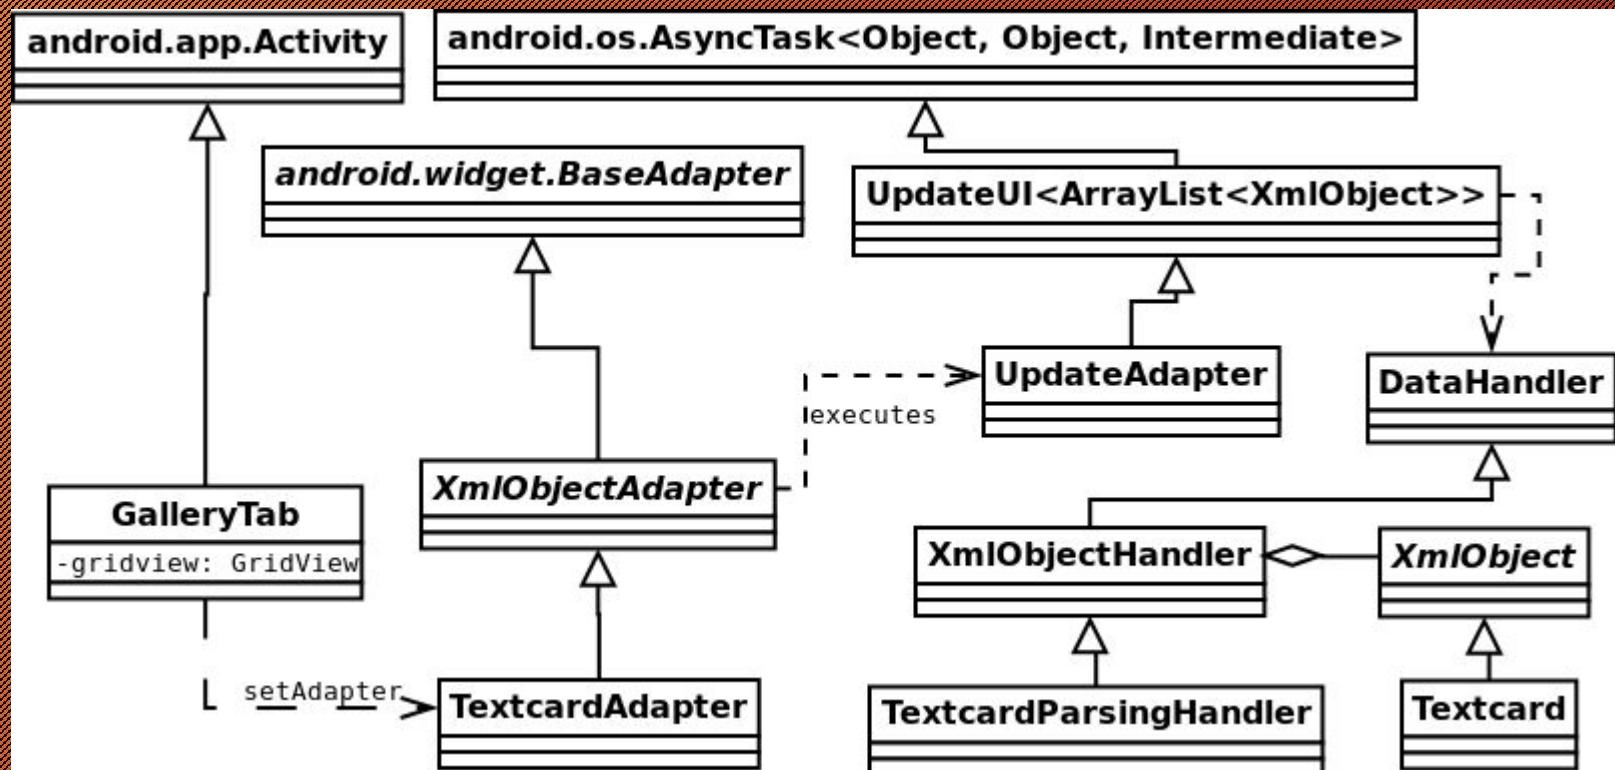 android.app.Activity
android.os.AsyncTask<Object, Object, Intermediate>
android.widget.BaseAdapter
UpdateUI<ArrayList<XmlObject>>
UpdateAdapter
DataHandler
executes
XmlObjectAdapter
GalleryTab
-gridview: GridView
XmlObjectHandler
XmlObject
setAdapter
TextcardAdapter
TextcardParsingHandler
Textcard